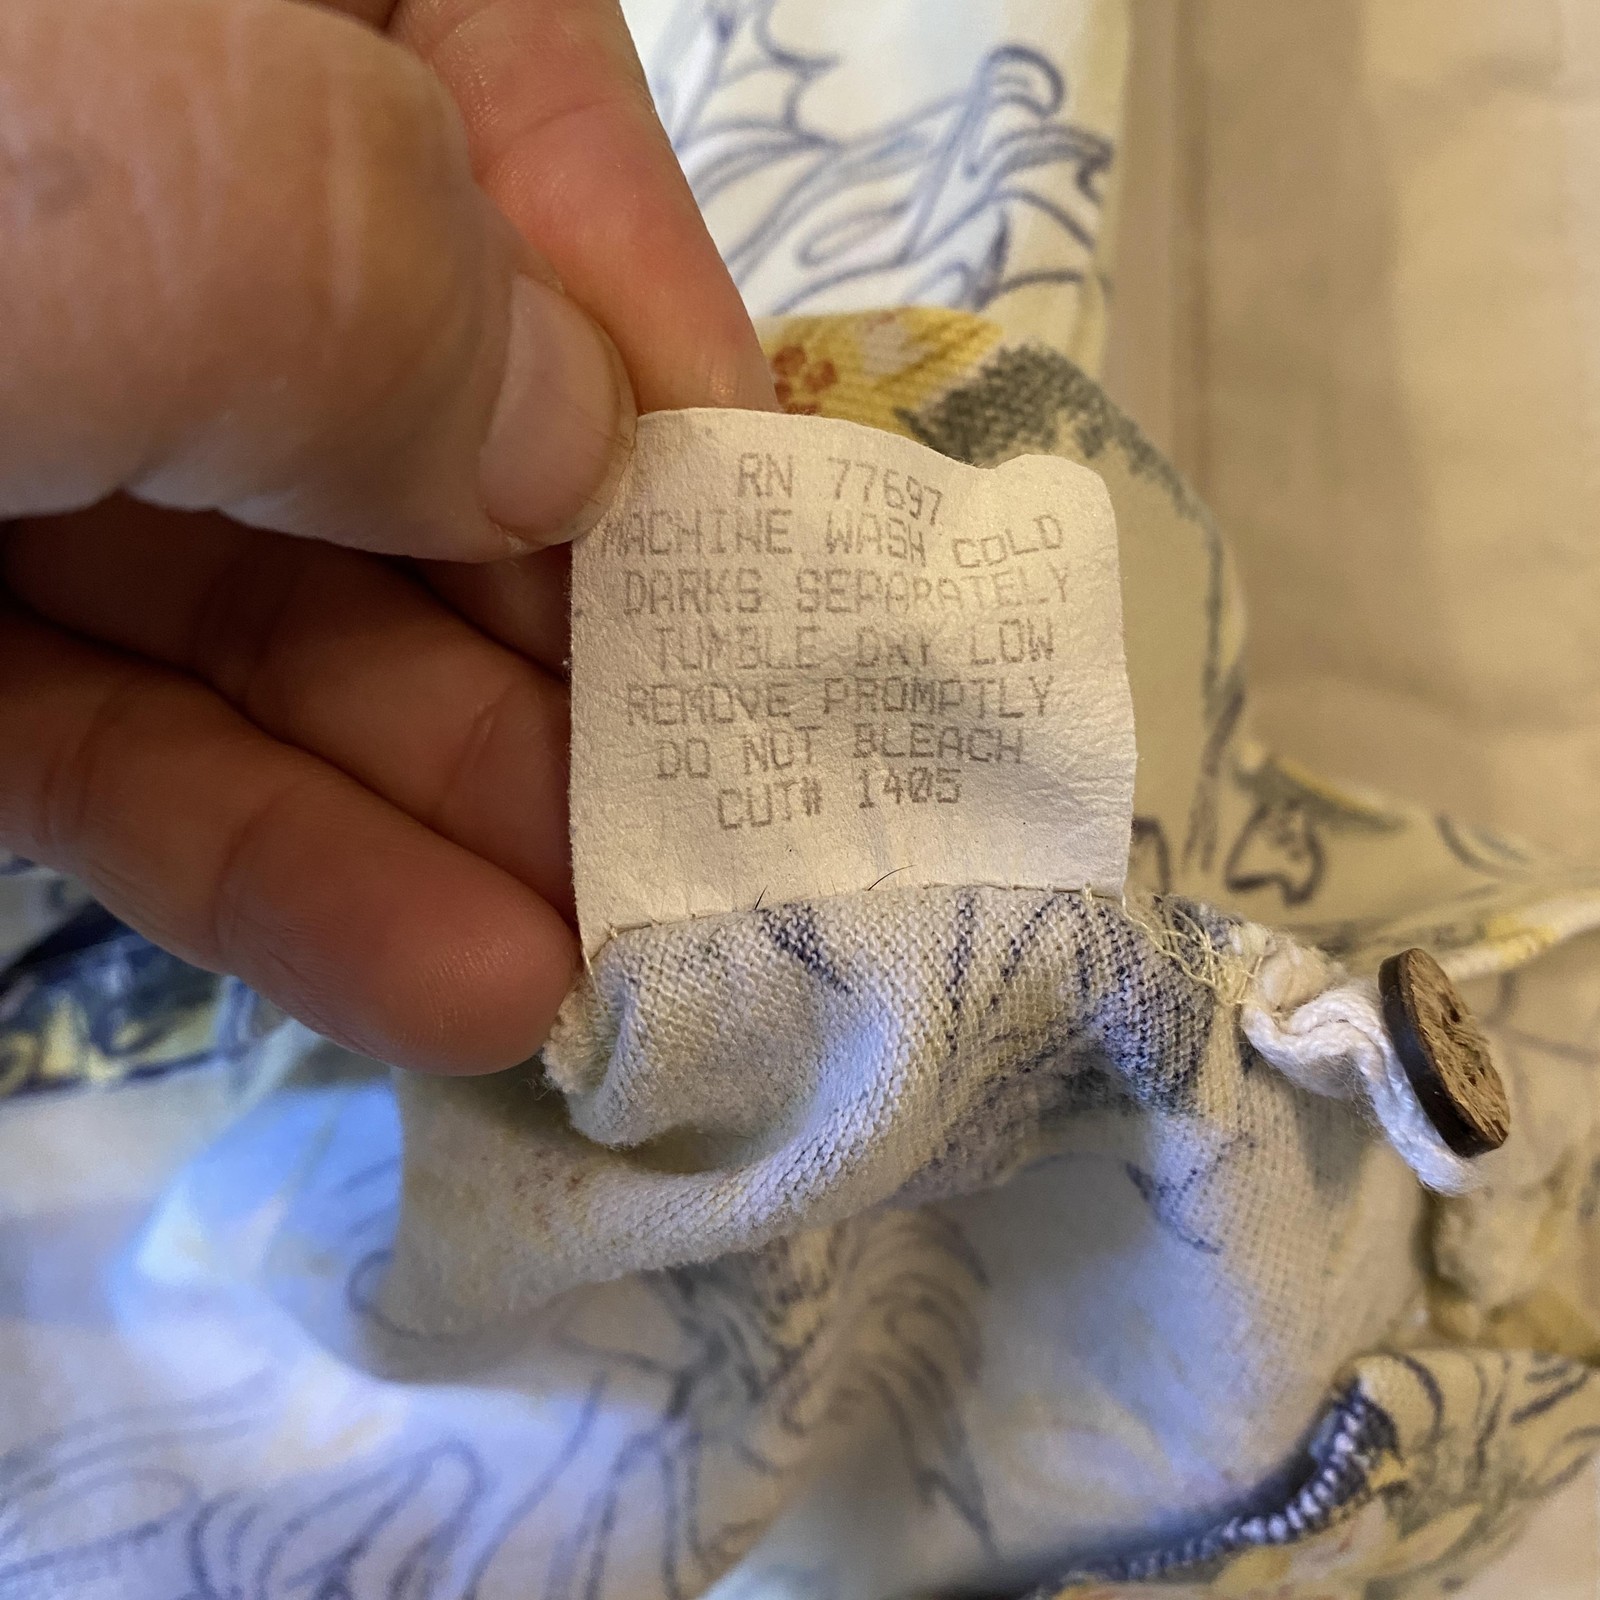 RN 77697
MACHINE WASH COLD
DARKS SEPARATELY
TUMBLE DRY LOW
REMOVE PROMPTLY
DO NOT BLEACH
CUT# 1405